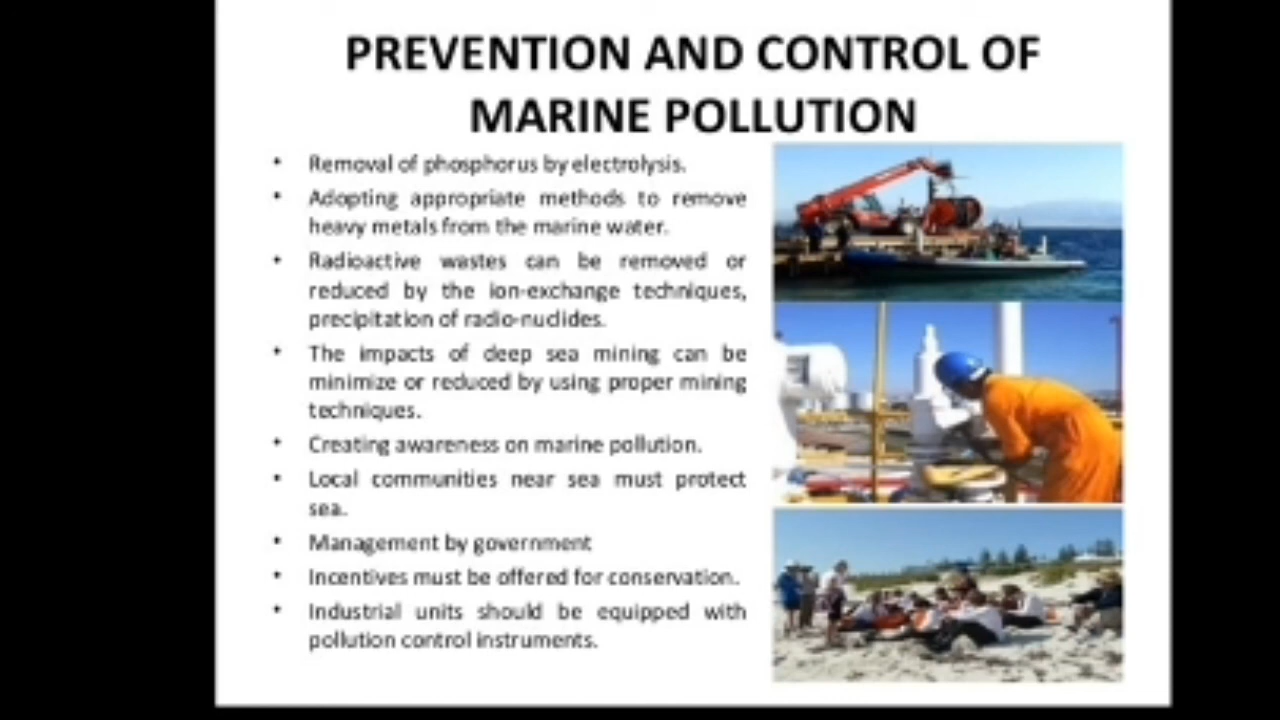 PREVENTION AND CONTROL OF
MARINE POLLUTION
• Removal of phosphorus by electrolysis.
• Adopting appropriate methods to remove
heavy metals from the marine water.
• Radioactive wastes can be removed or
reduced by the ion-exchange techniques,
precipitation of radio-nuclides.
• The impacts of deep sea mining can be
minimize or reduced by using proper mining
techniques.
• Creating awareness on marine pollution.
• Local communities near sea must protect
sea.
• Management by government
• Incentives must be offered for conservation.
• Industrial units should be equipped with
pollution control instruments.